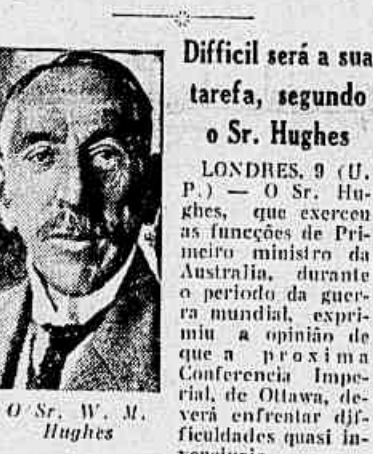 Difficil será a sua
tarefa, segundo
o Sr. Hughes
LONDRES, 9 (U.
P.) — O Sr. Hu-
ghes, que exerceu
as funcções de Pri-
meiro ministro da
Australia, durante
o periodo da guer-
ra mundial, expri-
miu a opinião de
que a proxima
Conferencia Impe-
rial, de Ottawa, de-
verá enfrentar dif-
ficuldades quasi in-
O Sr. W. M.
Hughes